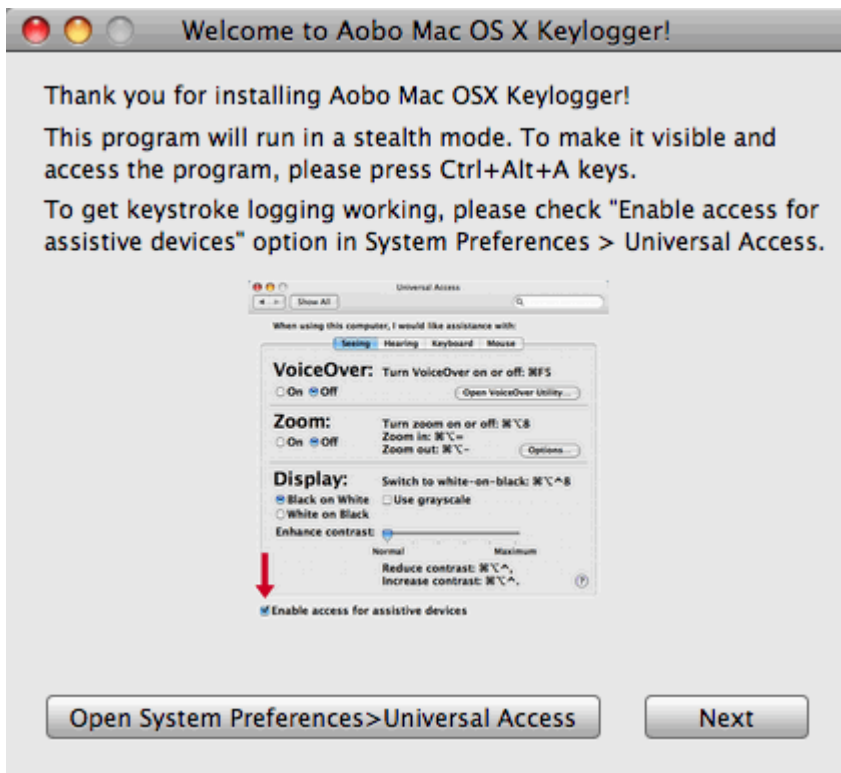 Welcome to Aobo Mac OS X Keylogger!
Thank you for installing Aobo Mac OSX Keylogger!
This program will run in a stealth mode. To make it visible and
access the program, please press Ctrl+Alt+A keys.
To get keystroke logging working, please check "Enable access for
assistive devices" option in System Preferences > Universal Access.
Universal Access
Show All
When using this computer, I would like assistance with:
Seeing Hearing Keyboard Mouse
VoiceOver: Turn VoiceOver on or off: ⌘F5
On Off Open VoiceOver Utility...
Zoom: Turn zoom on or off: ⌘⌥8
On Off Zoom in: ⌘⌥=
Zoom out: ⌘⌥- Options...
Display: Switch to white-on-black: ⌘⌥^8
Black on White Use grayscale
White on Black
Enhance contrast:
Normal Maximum
Reduce contrast: ⌘⌥^,
Increase contrast: ⌘⌥^.
?
Enable access for assistive devices
Open System Preferences>Universal Access Next